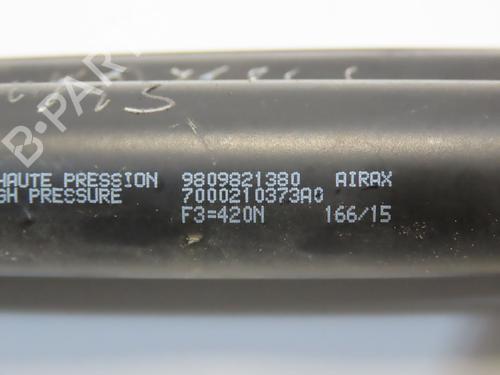 HAUTE PRESSION 9809821380 AIRAX
GH PRESSURE 7000210373A0
F3=420N 166/15
B-PARTS